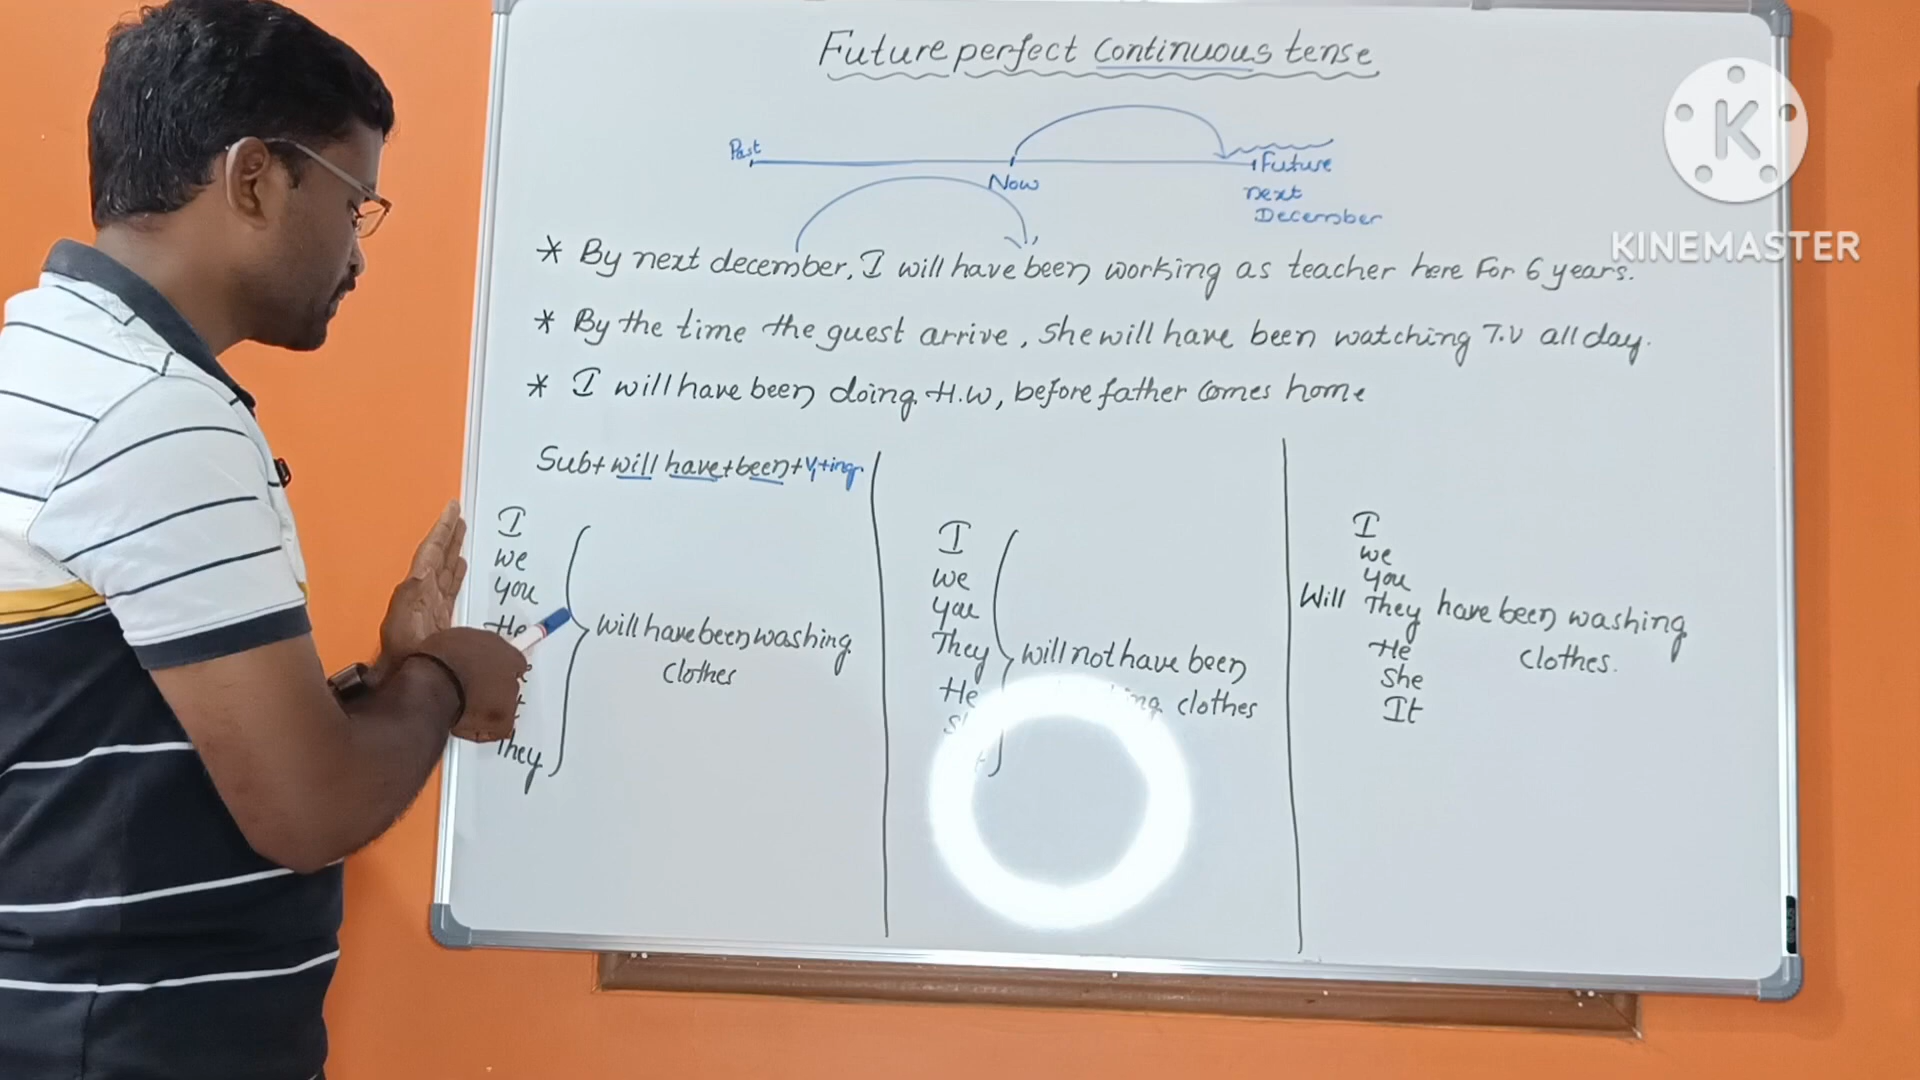 Future perfect continuous tense
Past
Now
Future
next
December
K
KINEMASTER
* By next december, I will have been working as teacher here For 6 years.
* By the time the guest arrive, She will have been watching T.V all day.
* I will have been doing H.W, before father comes home
Sub+ will have+been+V1+ing.
I
we
you
He
They
will have been washing
clothes
I
we
you
They
He
will not have been
clothes
Will
I
we
you
They
He
She
It
have been washing
clothes.